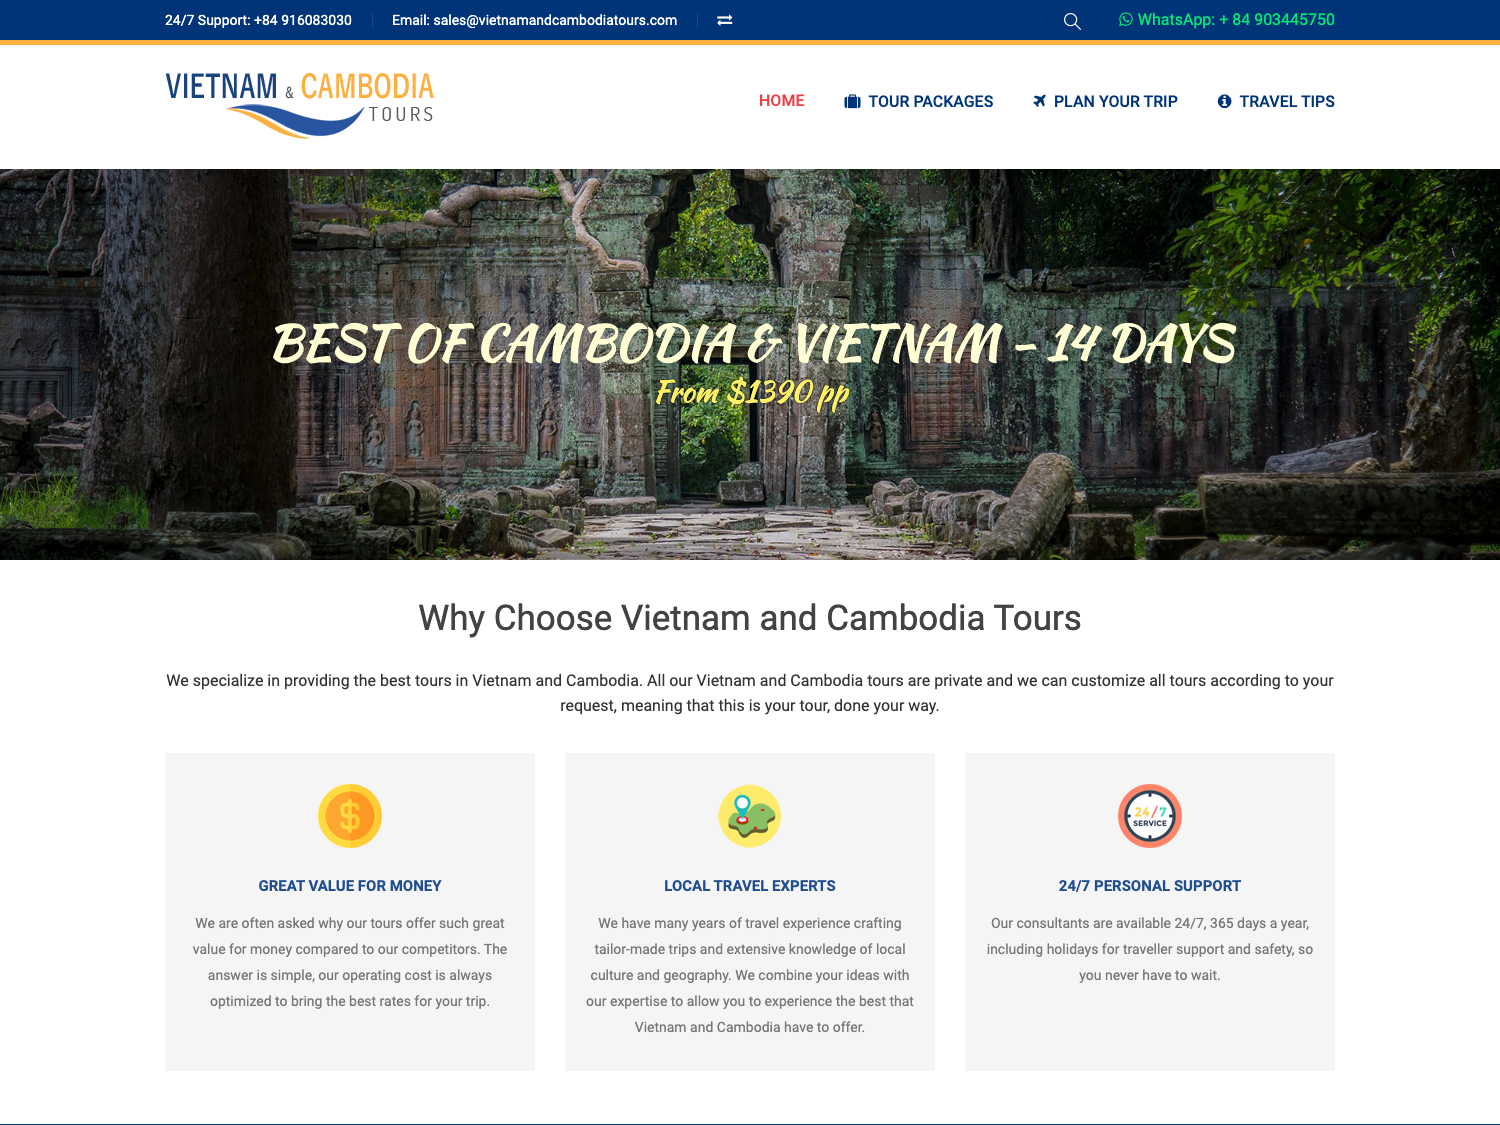 24/7 Support: +84 916083030
Email: sales@vietnamandcambodiatours.com
WhatsApp: + 84 903445750
VIETNAM & CAMBODIA
TOURS
HOME
TOUR PACKAGES
PLAN YOUR TRIP
TRAVEL TIPS
BEST OF CAMBODIA & VIETNAM - 14 DAYS
From $1390 pp
Why Choose Vietnam and Cambodia Tours
We specialize in providing the best tours in Vietnam and Cambodia. All our Vietnam and Cambodia tours are private and we can customize all tours according to your
request, meaning that this is your tour, done your way.
GREAT VALUE FOR MONEY
We are often asked why our tours offer such great
value for money compared to our competitors. The
answer is simple, our operating cost is always
optimized to bring the best rates for your trip.
LOCAL TRAVEL EXPERTS
We have many years of travel experience crafting
tailor-made trips and extensive knowledge of local
culture and geography. We combine your ideas with
our expertise to allow you to experience the best that
Vietnam and Cambodia have to offer.
24/7
SERVICE
24/7 PERSONAL SUPPORT
Our consultants are available 24/7, 365 days a year,
including holidays for traveller support and safety, so
you never have to wait.